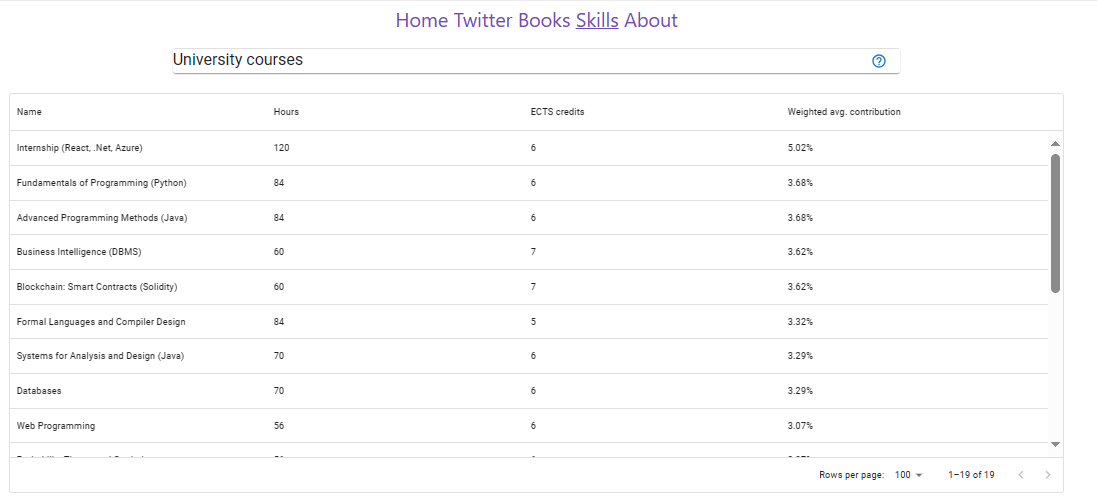 Home Twitter Books Skills About
University courses
Name Hours ECTS credits Weighted avg. contribution
Internship (React, .Net, Azure) 120 6 5.02%
Fundamentals of Programming (Python) 84 6 3.68%
Advanced Programming Methods (Java) 84 6 3.68%
Business Intelligence (DBMS) 60 7 3.62%
Blockchain: Smart Contracts (Solidity) 60 7 3.62%
Formal Languages and Compiler Design 84 5 3.32%
Systems for Analysis and Design (Java) 70 6 3.29%
Databases 70 6 3.29%
Web Programming 56 6 3.07%
Rows per page: 100 1–19 of 19